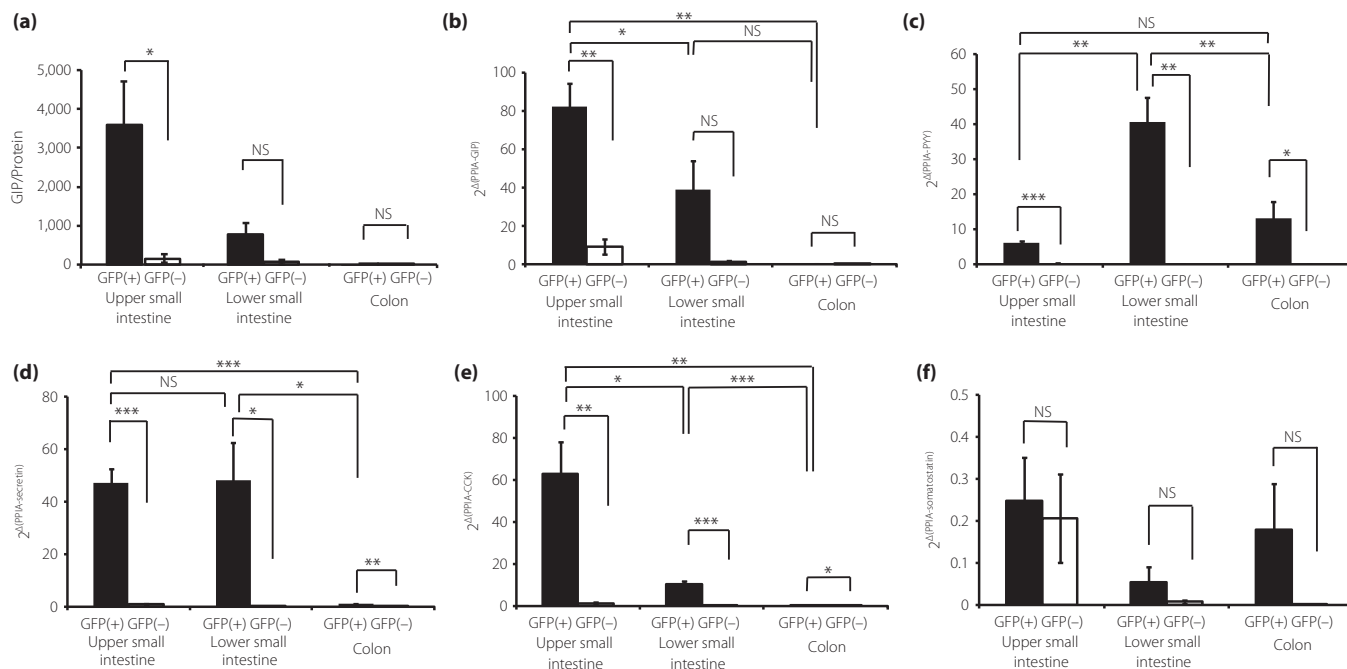 (a)
*
5,000
4,000
3,000
2,000
1,000
0
GIP/Protein
NS
NS
GFP(+) GFP(–) GFP(+) GFP(–) GFP(+) GFP(–)
Upper small intestine
Lower small intestine
Colon
(b)
**
*
NS
**
100
80
60
40
20
0
2^Δ(PPIA-GIP)
NS
NS
GFP(+) GFP(–) GFP(+) GFP(–) GFP(+) GFP(–)
Upper small intestine
Lower small intestine
Colon
(c)
NS
**
**
**
60
50
40
30
20
10
0
2^Δ(PPIA-PYY)
***
*
GFP(+) GFP(–) GFP(+) GFP(–) GFP(+) GFP(–)
Upper small intestine
Lower small intestine
Colon
(d)
***
NS
*
***
*
80
60
40
20
0
2^Δ(PPIA-secretin)
**
GFP(+) GFP(–) GFP(+) GFP(–) GFP(+) GFP(–)
Upper small intestine
Lower small intestine
Colon
(e)
**
*
***
**
100
80
60
40
20
0
2^Δ(PPIA-CCK)
***
*
GFP(+) GFP(–) GFP(+) GFP(–) GFP(+) GFP(–)
Upper small intestine
Lower small intestine
Colon
(f)
0.5
0.4
0.3
0.2
0.1
0
2^Δ(PPIA-somatostatin)
NS
NS
NS
GFP(+) GFP(–) GFP(+) GFP(–) GFP(+) GFP(–)
Upper small intestine
Lower small intestine
Colon